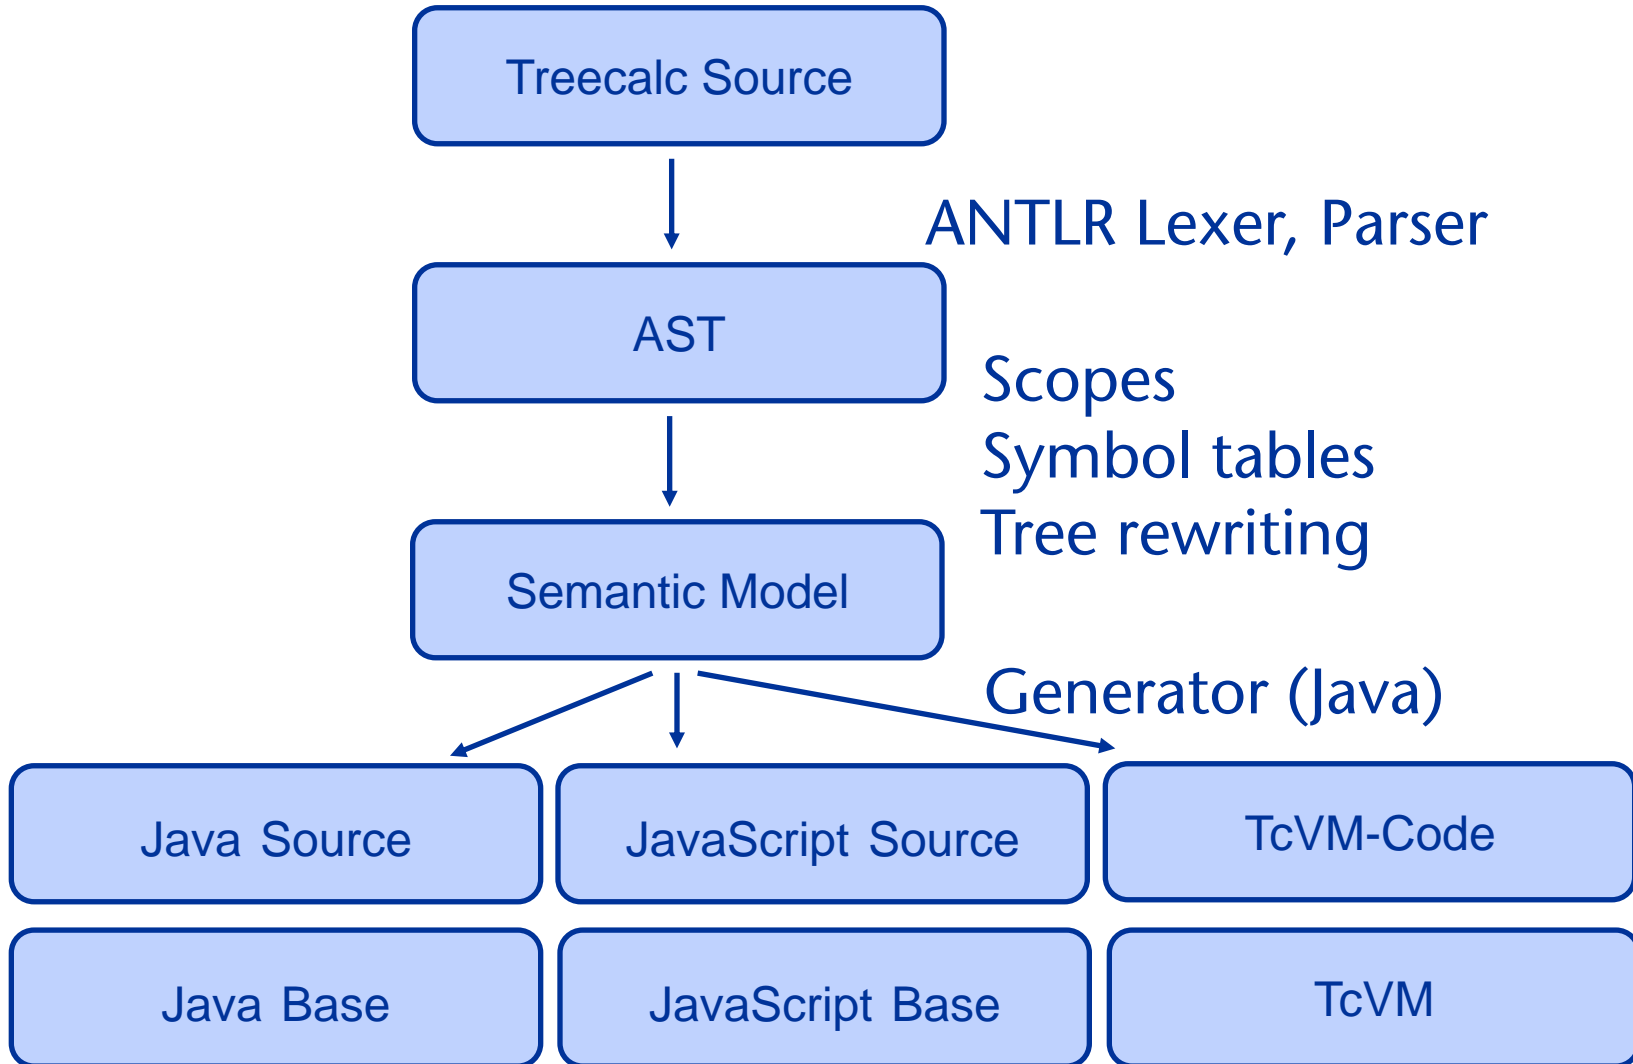 Treecalc Source
ANTLR Lexer, Parser
AST
Scopes
Symbol tables
Tree rewriting
Semantic Model
Generator (Java)
Java Source
JavaScript Source
TcVM-Code
Java Base
JavaScript Base
TcVM